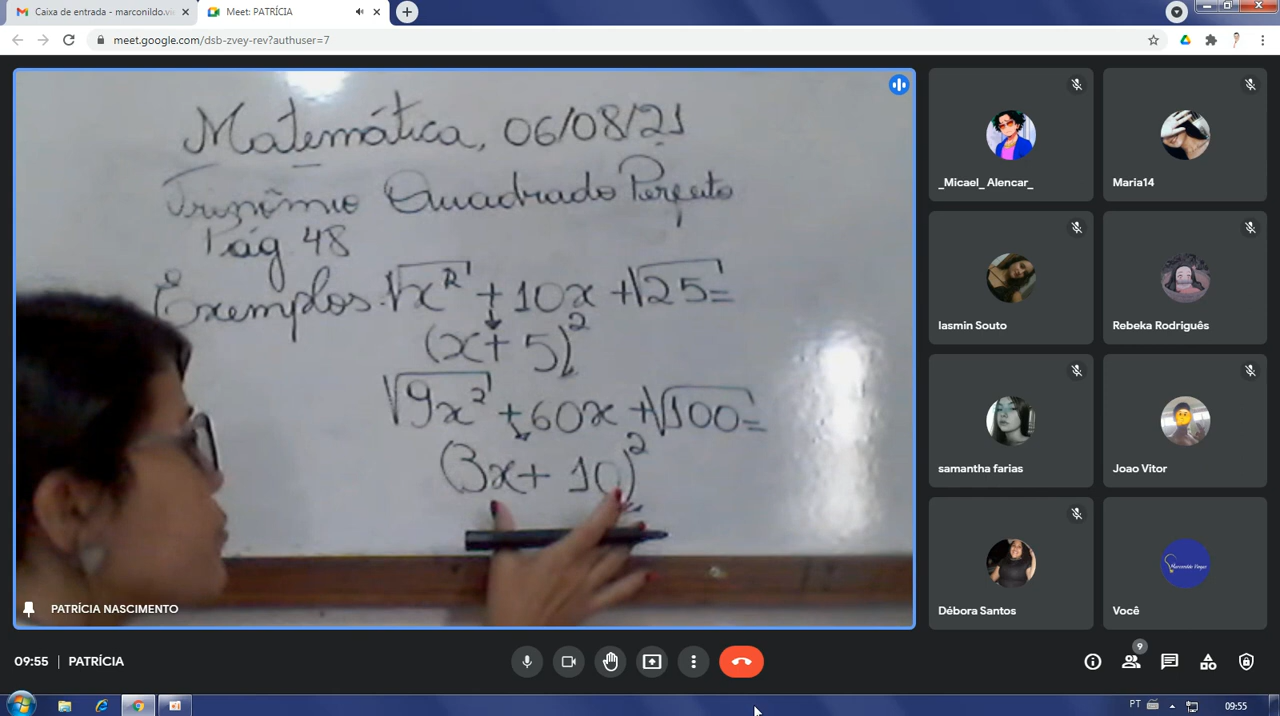 Caixa de entrada - marconildo.vie
Meet: PATRÍCIA
meet.google.com/dsb-zvey-rev?authuser=7
Matemática, 06/08/21
Trinômio Quadrado Perfeito
Pág 48
Exemplos: √x² + 10x + √25 =
(x + 5)²
√9x² + 60x + √100 =
(3x + 10)²
PATRÍCIA NASCIMENTO
_Micael_ Alencar_
Maria14
Iasmin Souto
Rebeka Rodriguês
samantha farias
Joao Vitor
Débora Santos
Marconildo Viegas
Você
09:55 | PATRÍCIA
9
PT
09:55